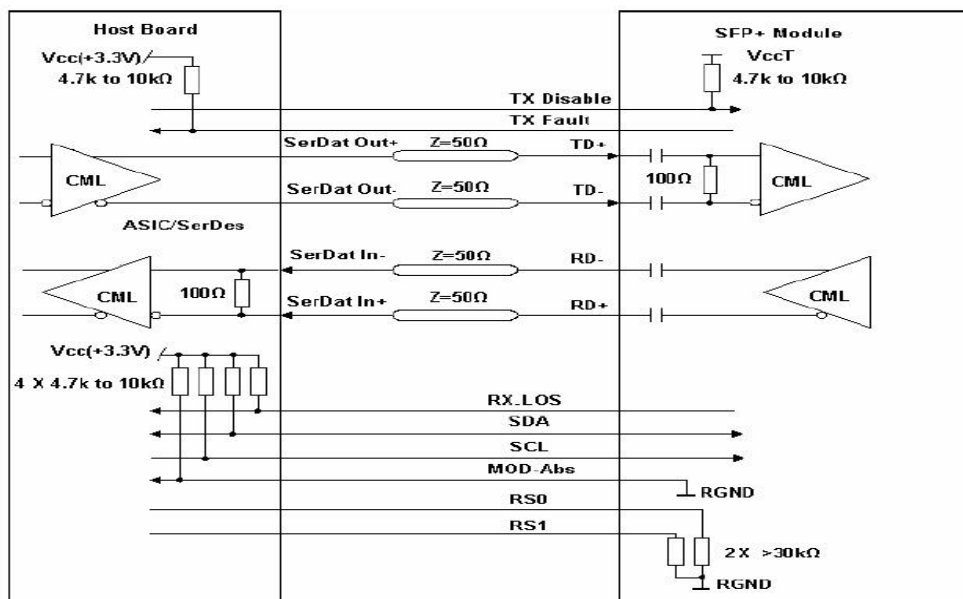 Host Board
SFP+ Module
Vcc(+3.3V)
4.7k to 10kΩ
VccT
4.7k to 10kΩ
TX Disable
TX Fault
SerDat Out+
Z=50Ω
TD+
CML
100Ω
CML
SerDat Out-
Z=50Ω
TD-
ASIC/SerDes
SerDat In-
Z=50Ω
RD-
CML
100Ω
CML
SerDat In+
Z=50Ω
RD+
Vcc(+3.3V)
4 X 4.7k to 10kΩ
RX_LOS
SDA
SCL
MOD-Abs
RGND
RS0
RS1
2 X >30kΩ
RGND